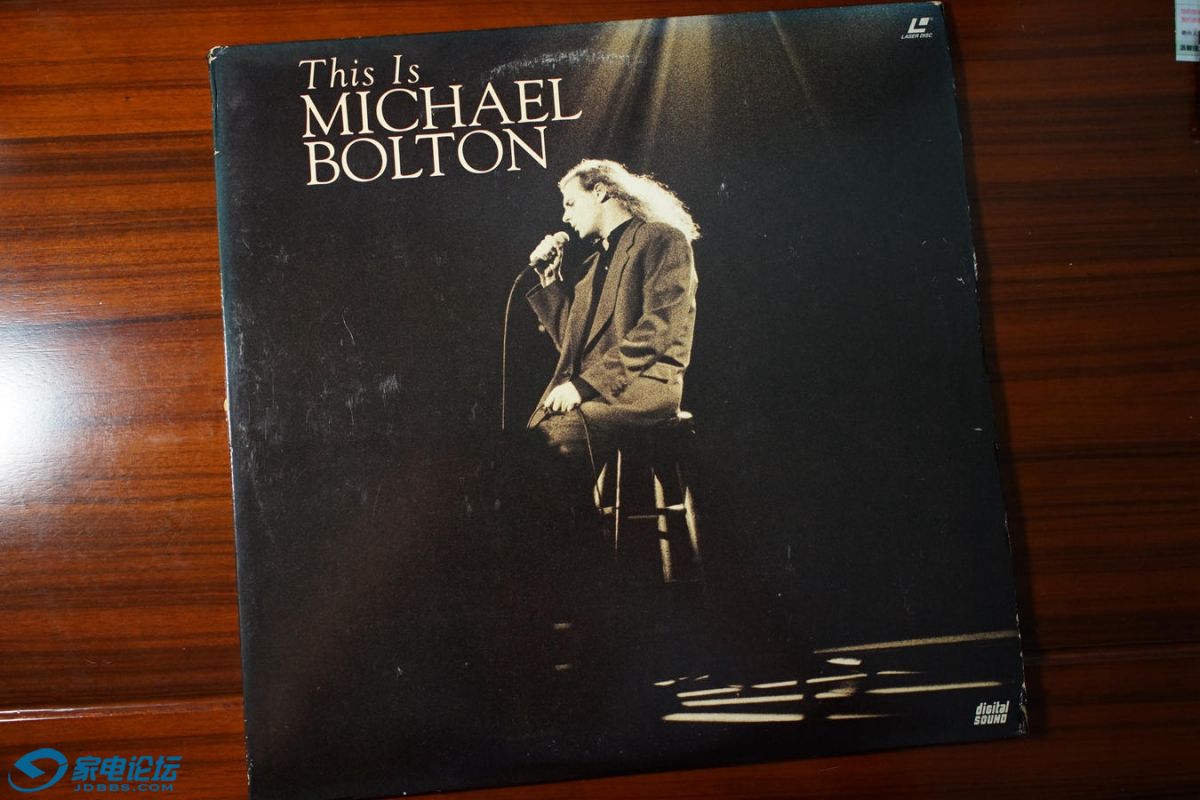 This Is
MICHAEL
BOLTON
LASER DISC
digital
SOUND
家电论坛
JDBBS.COM